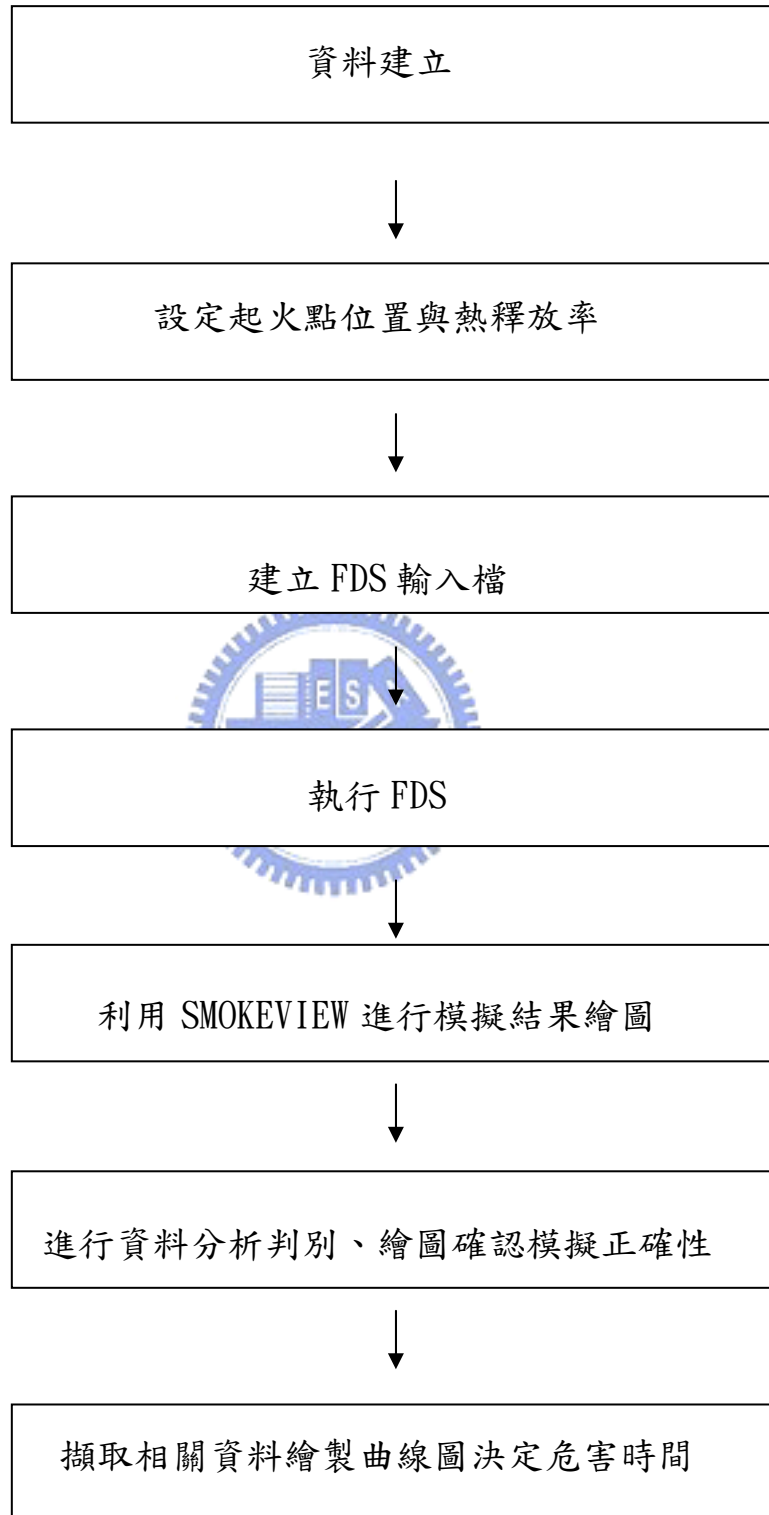 資料建立
設定起火點位置與熱釋放率
建立 FDS 輸入檔
ES
執行 FDS
利用 SMOKEVIEW 進行模擬結果繪圖
進行資料分析判別、繪圖確認模擬正確性
擷取相關資料繪製曲線圖決定危害時間